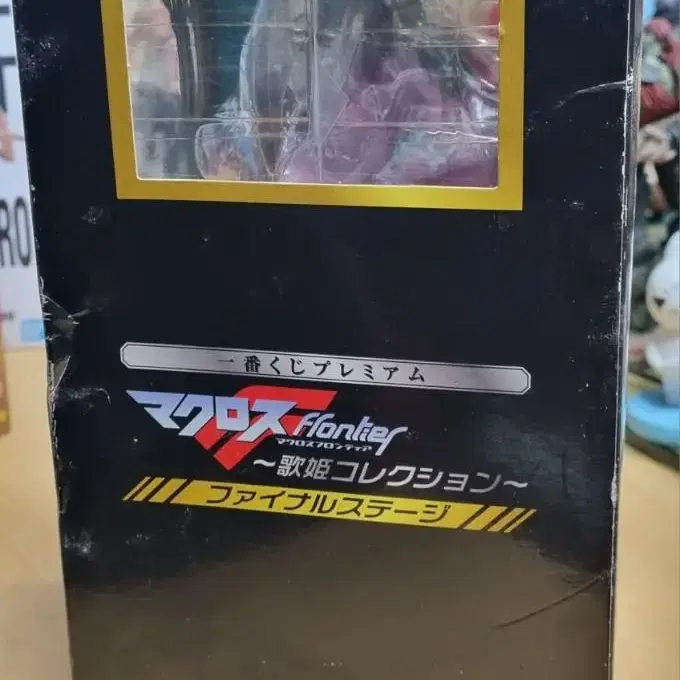 一番くじプレミアム
マクロスFrontier
マクロスフロンティア
～歌姫コレクション～
ファイナルステージ
RO